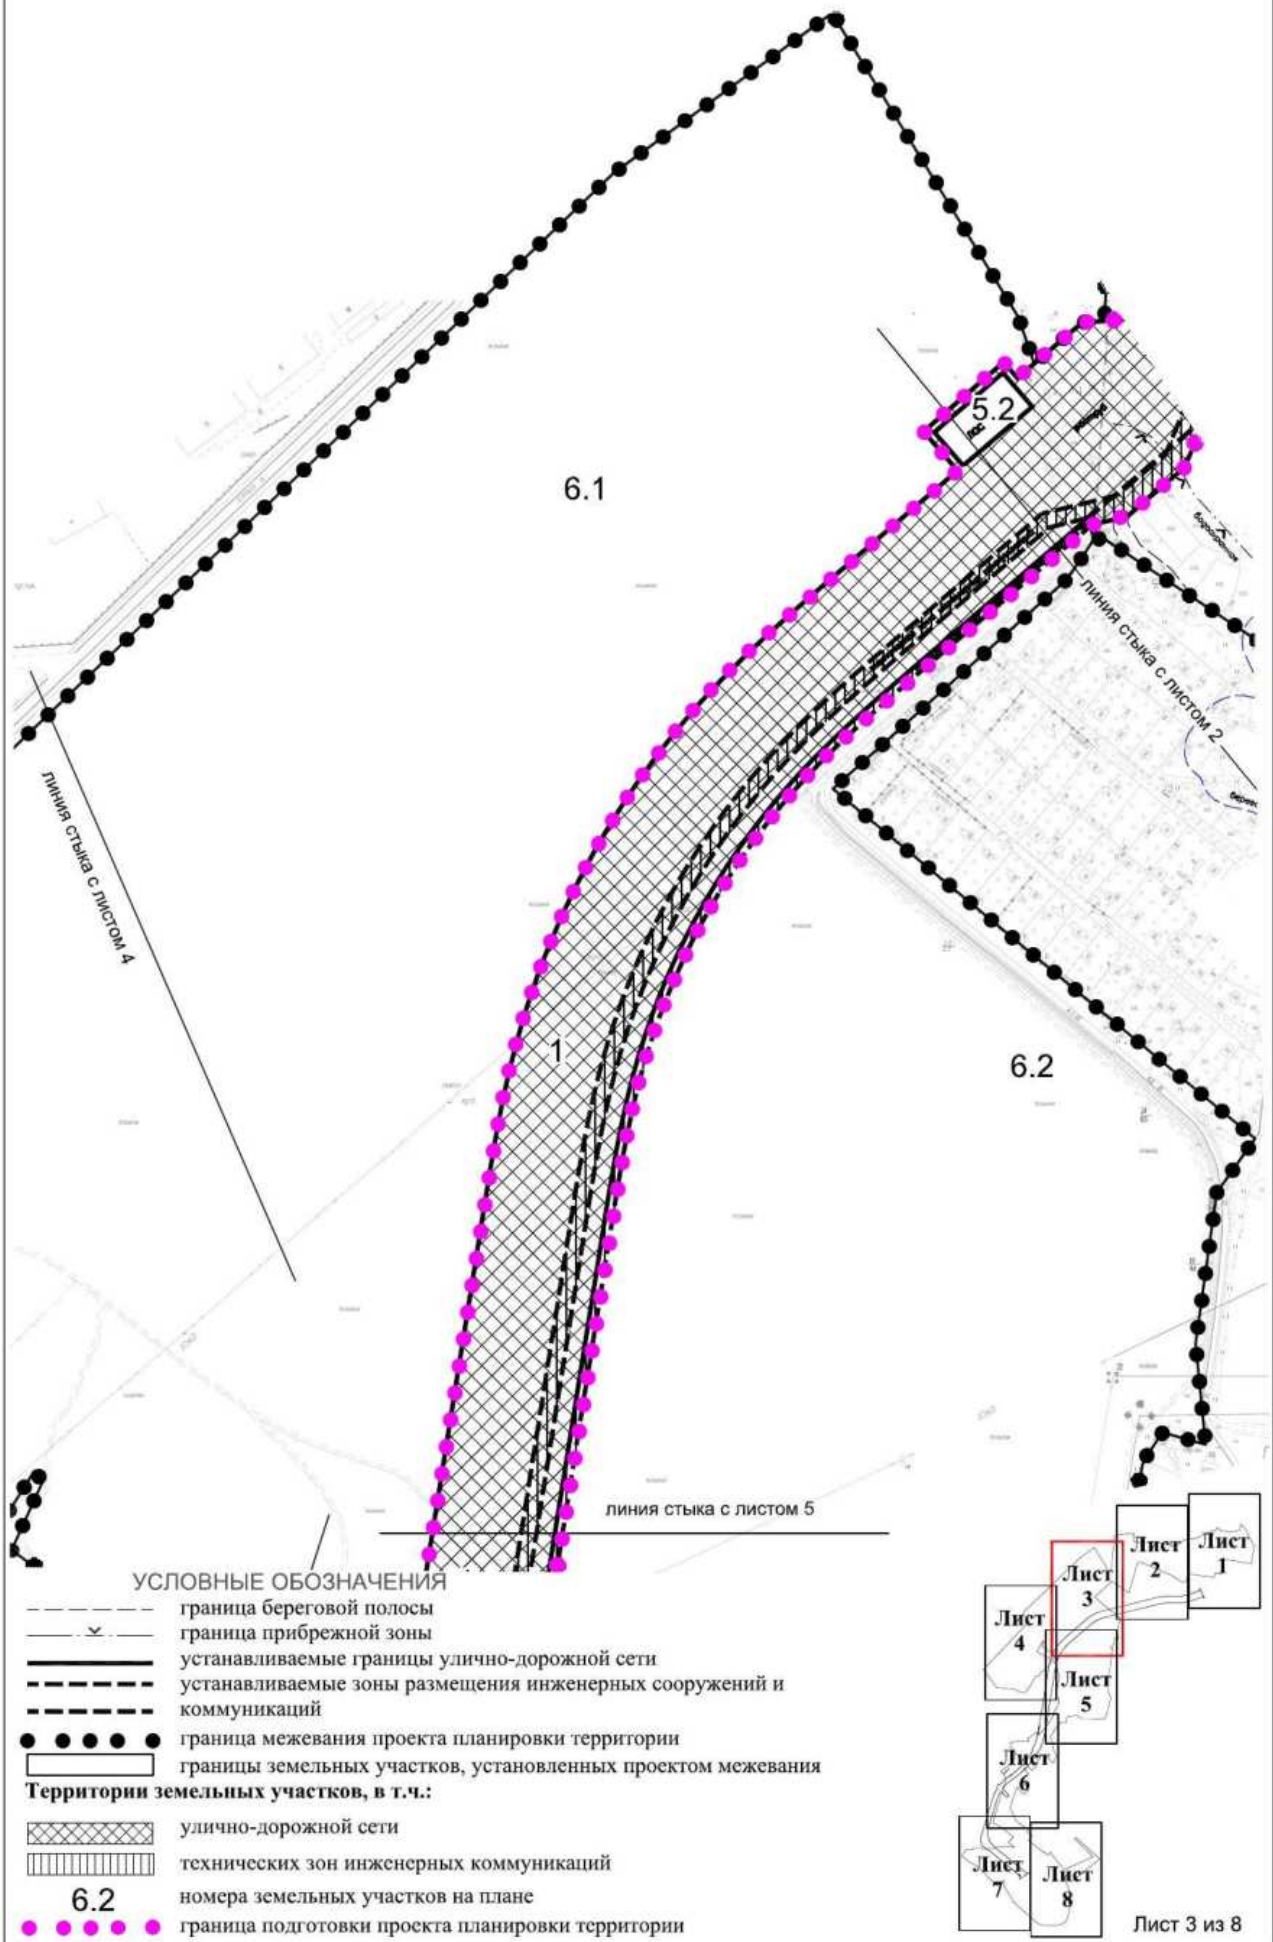 5.2
ЛОС
6.1
линия стыка с листом 2
линия стыка с листом 4
1
6.2
линия стыка с листом 5
УСЛОВНЫЕ ОБОЗНАЧЕНИЯ
граница береговой полосы
граница прибрежной зоны
устанавливаемые границы улично-дорожной сети
устанавливаемые зоны размещения инженерных сооружений и
коммуникаций
граница межевания проекта планировки территории
границы земельных участков, установленных проектом межевания
Территории земельных участков, в т.ч.:
улично-дорожной сети
технических зон инженерных коммуникаций
6.2 номера земельных участков на плане
граница подготовки проекта планировки территории
Лист
1
Лист
2
Лист
3
Лист
4
Лист
5
Лист
6
Лист
7
Лист
8
Лист 3 из 8